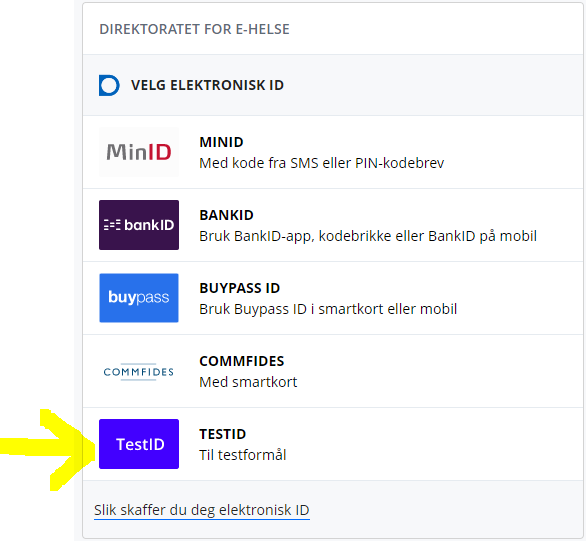 DIREKTORATET FOR E-HELSE
VELG ELEKTRONISK ID
MinID
MINID
Med kode fra SMS eller PIN-kodebrev
bankID
BANKID
Bruk BankID-app, kodebrikke eller BankID på mobil
buypass
BUYPASS ID
Bruk Buypass ID i smartkort eller mobil
COMMFIDES
COMMFIDES
Med smartkort
TestID
TESTID
Til testformål
Slik skaffer du deg elektronisk ID